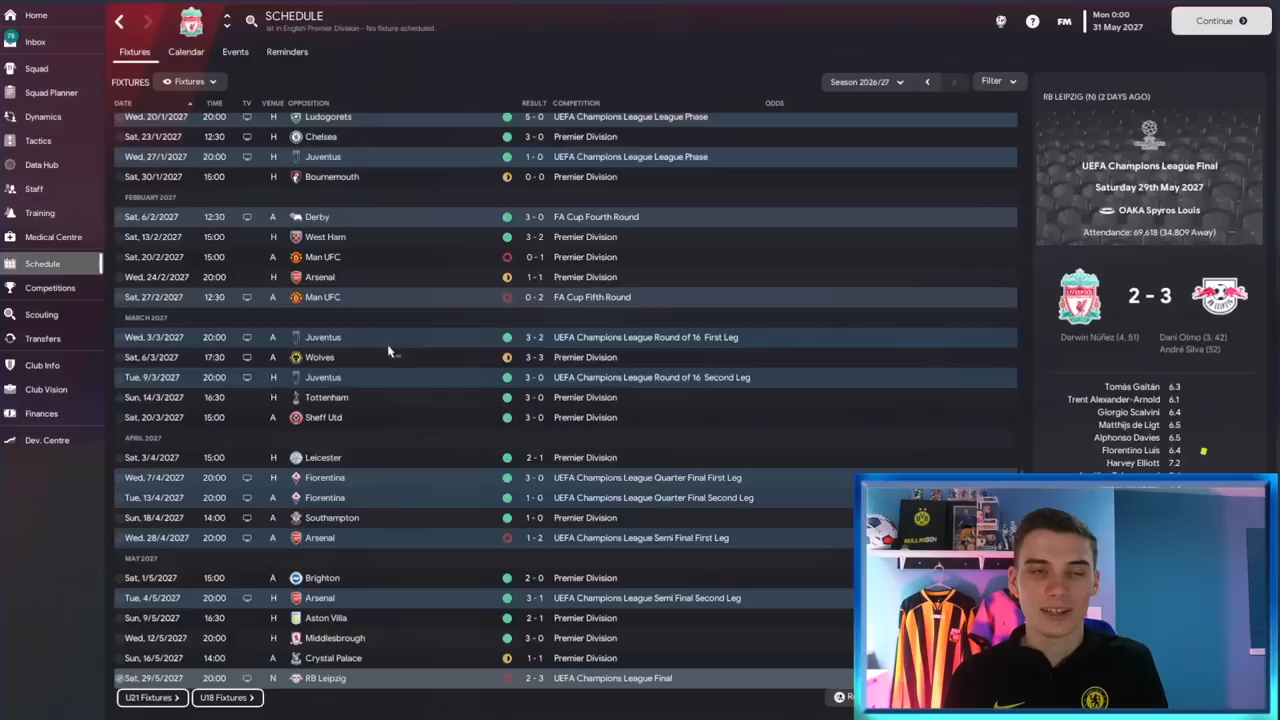 Home
75
Inbox
Squad
Squad Planner
Dynamics
Tactics
Data Hub
Staff
Training
Medical Centre
Schedule
Competitions
Scouting
Transfers
Club Info
Club Vision
Finances
Dev. Centre
SCHEDULE
1st in English Premier Division - No fixture scheduled.
FM
Mon 0:00
31 May 2027
Continue
Fixtures Calendar Events Reminders
FIXTURES Fixtures Season 2026/27 Filter
DATE TIME TV VENUE OPPOSITION RESULT COMPETITION ODDS
Wed, 20/1/2027 20:00 H Ludogorets 5 - 0 UEFA Champions League League Phase
Sat, 23/1/2027 12:30 H Chelsea 3 - 0 Premier Division
Wed, 27/1/2027 20:00 H Juventus 1 - 0 UEFA Champions League League Phase
Sat, 30/1/2027 15:00 H Bournemouth 0 - 0 Premier Division
FEBRUARY 2027
Sat, 6/2/2027 12:30 A Derby 3 - 0 FA Cup Fourth Round
Sat, 13/2/2027 15:00 H West Ham 3 - 2 Premier Division
Sat, 20/2/2027 15:00 A Man UFC 0 - 1 Premier Division
Wed, 24/2/2027 20:00 H Arsenal 1 - 1 Premier Division
Sat, 27/2/2027 12:30 A Man UFC 0 - 2 FA Cup Fifth Round
MARCH 2027
Wed, 3/3/2027 20:00 A Juventus 3 - 2 UEFA Champions League Round of 16 First Leg
Sat, 6/3/2027 17:30 A Wolves 3 - 3 Premier Division
Tue, 9/3/2027 20:00 H Juventus 3 - 0 UEFA Champions League Round of 16 Second Leg
Sun, 14/3/2027 16:30 H Tottenham 3 - 0 Premier Division
Sat, 20/3/2027 15:00 A Sheff Utd 3 - 0 Premier Division
APRIL 2027
Sat, 3/4/2027 15:00 H Leicester 2 - 1 Premier Division
Wed, 7/4/2027 20:00 H Fiorentina 3 - 0 UEFA Champions League Quarter Final First Leg
Tue, 13/4/2027 20:00 A Fiorentina 1 - 0 UEFA Champions League Quarter Final Second Leg
Sun, 18/4/2027 14:00 A Southampton 1 - 0 Premier Division
Wed, 28/4/2027 20:00 A Arsenal 1 - 2 UEFA Champions League Semi Final First Leg
MAY 2027
Sat, 1/5/2027 15:00 A Brighton 2 - 0 Premier Division
Tue, 4/5/2027 20:00 H Arsenal 3 - 1 UEFA Champions League Semi Final Second Leg
Sun, 9/5/2027 16:30 H Aston Villa 2 - 1 Premier Division
Wed, 12/5/2027 20:00 H Middlesbrough 3 - 0 Premier Division
Sun, 16/5/2027 14:00 A Crystal Palace 1 - 1 Premier Division
Sat, 29/5/2027 20:00 N RB Leipzig 2 - 3 UEFA Champions League Final
U21 Fixtures > U18 Fixtures >
RB LEIPZIG (N) (2 DAYS AGO)
UEFA Champions League Final
Saturday 29th May 2027
OAKA Spyros Louis
Attendance: 69,618 (34,809 Away)
2 - 3
Darwin Núñez (4, 51) Dani Olmo (3, 42)
André Silva (52)
Tomás Gaitán 6.3
Trent Alexander-Arnold 6.1
Giorgio Scalvini 6.4
Matthijs de Ligt 6.5
Alphonso Davies 6.5
Florentino Luis 6.4
Harvey Elliott 7.2